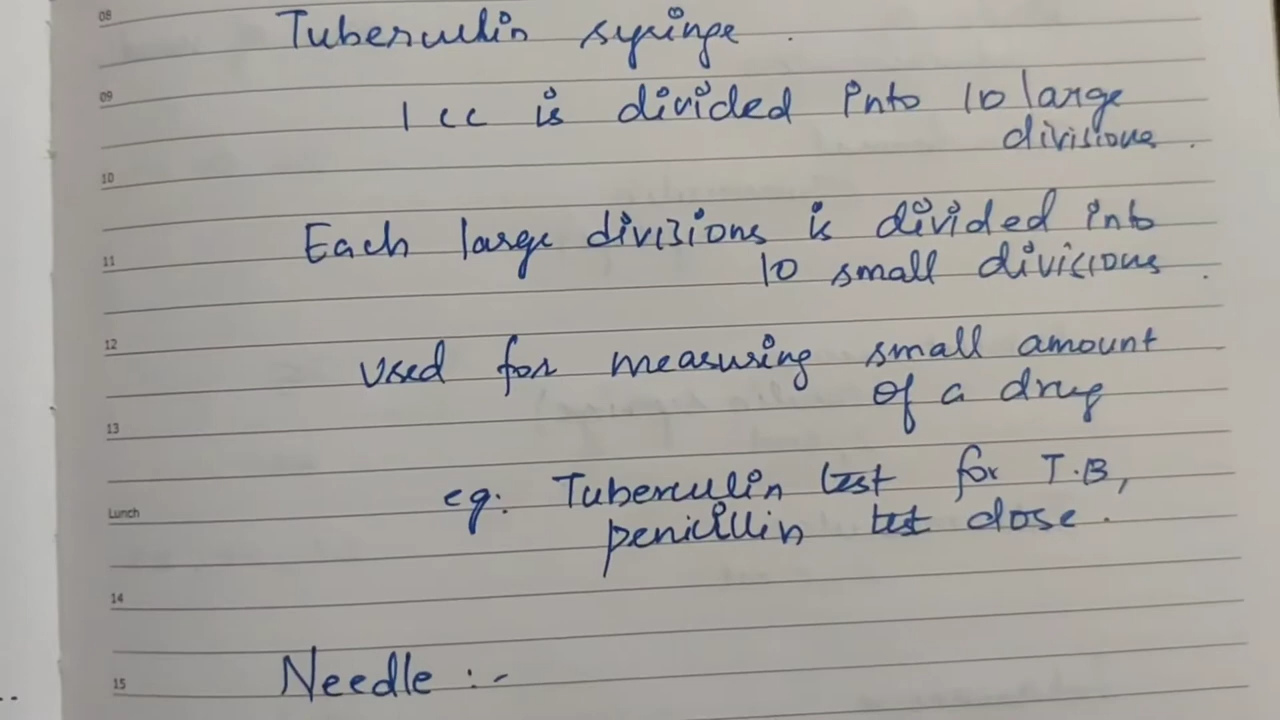 08
Tuberculin syringe.
09
1 cc is divided into 10 large
divisions.
10
Each large divisions is divided into
11
10 small divisions.
12
Used for measuring small amount
of a drug
13
eg: Tuberculin test for T.B,
Lunch
penicillin test dose.
14
15
Needle :-